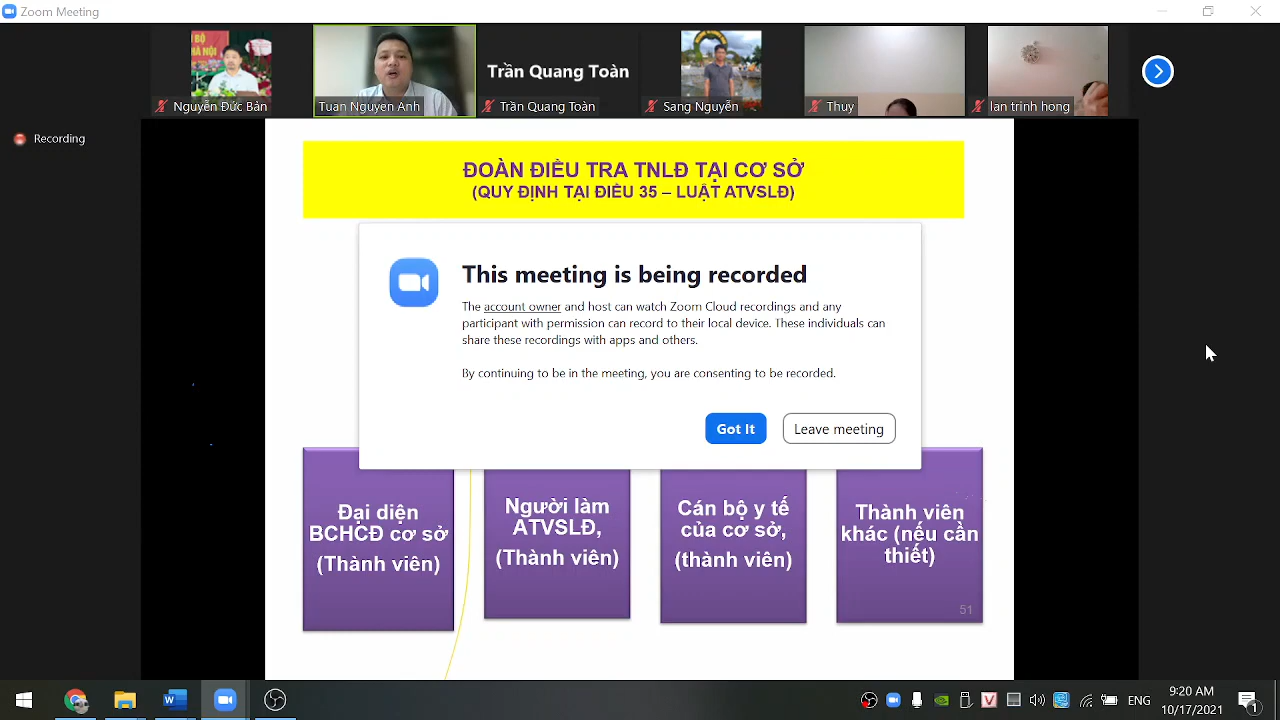 Zoom Meeting
BỘ
HÀ NỘI
Nguyễn Đức Bản
Tuan Nguyen Anh
Trần Quang Toàn
Trần Quang Toàn
Sang Nguyễn
Thuy
lan trinh hong
Recording
ĐOÀN ĐIỀU TRA TNLĐ TẠI CƠ SỞ
(QUY ĐỊNH TẠI ĐIỀU 35 – LUẬT ATVSLĐ)
This meeting is being recorded
The account owner and host can watch Zoom Cloud recordings and any
participant with permission can record to their local device. These individuals can
share these recordings with apps and others.
By continuing to be in the meeting, you are consenting to be recorded.
Got It
Leave meeting
Đại diện
BCHCĐ cơ sở
(Thành viên)
Người làm
ATVSLĐ,
(Thành viên)
Cán bộ y tế
của cơ sở,
(thành viên)
Thành viên
khác (nếu cần
thiết)
51
ENG
9:20 AM
10/17/2021
1